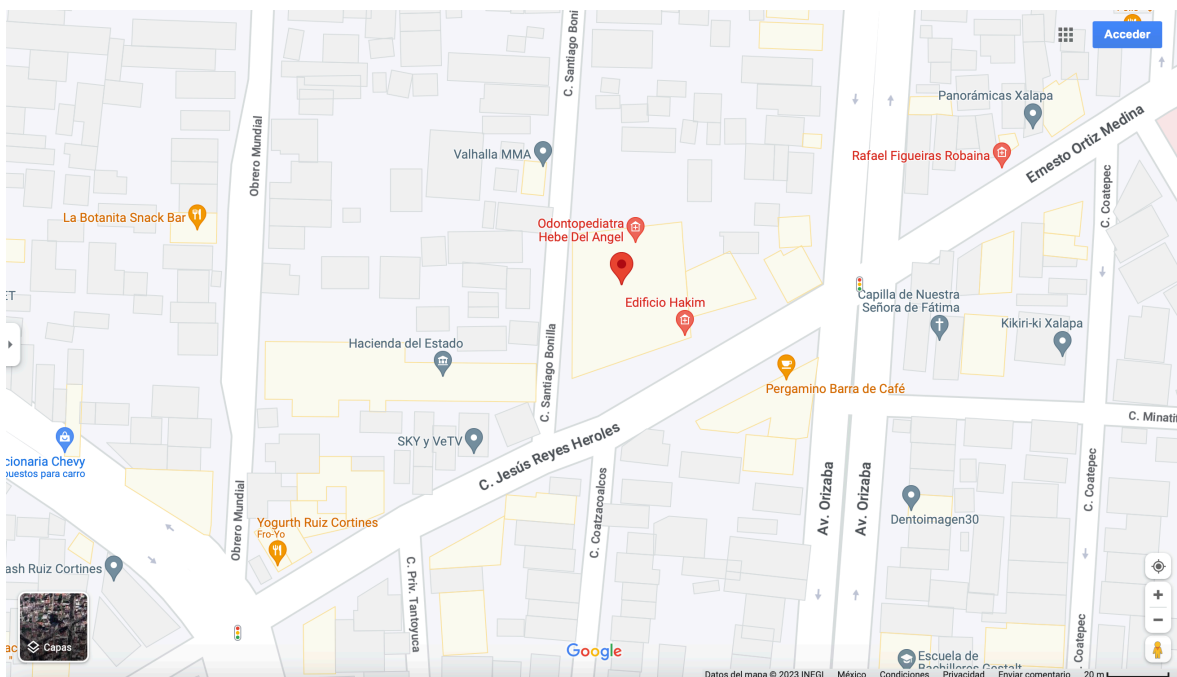 Acceder
C. Santiago Bonilla
Panorámicas Xalapa
Ernesto Ortiz Medina
Valhalla MMA
Rafael Figueiras Robaina
Obrero Mundial
C. Coatepec
La Botanita Snack Bar
Odontopediatra
Hebe Del Angel
Edificio Hakim
Capilla de Nuestra
Señora de Fátima
Kikiri-ki Xalapa
Hacienda del Estado
C. Santiago Bonilla
Pergamino Barra de Café
C. Minatit
SKY y VeTV
C. Jesús Reyes Heroles
cionaria Chevy
puestos para carro
C. Coatzacoalcos
Av. Orizaba
Av. Orizaba
C. Coatepec
Obrero Mundial
Dentoimagen30
Yogurth Ruiz Cortines
Fro-Yo
ash Ruiz Cortines
C. Priv. Tantoyuca
C. Coatepec
Capas
Google
Escuela de
Bachilleres Gestalt
Datos del mapa © 2023 INEGI México Condiciones Privacidad Enviar comentario 20 m